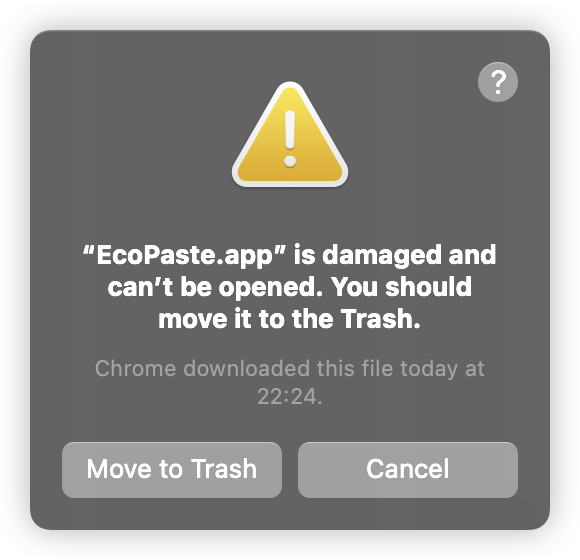 ?
“EcoPaste.app” is damaged and
can’t be opened. You should
move it to the Trash.
Chrome downloaded this file today at
22:24.
Move to Trash
Cancel